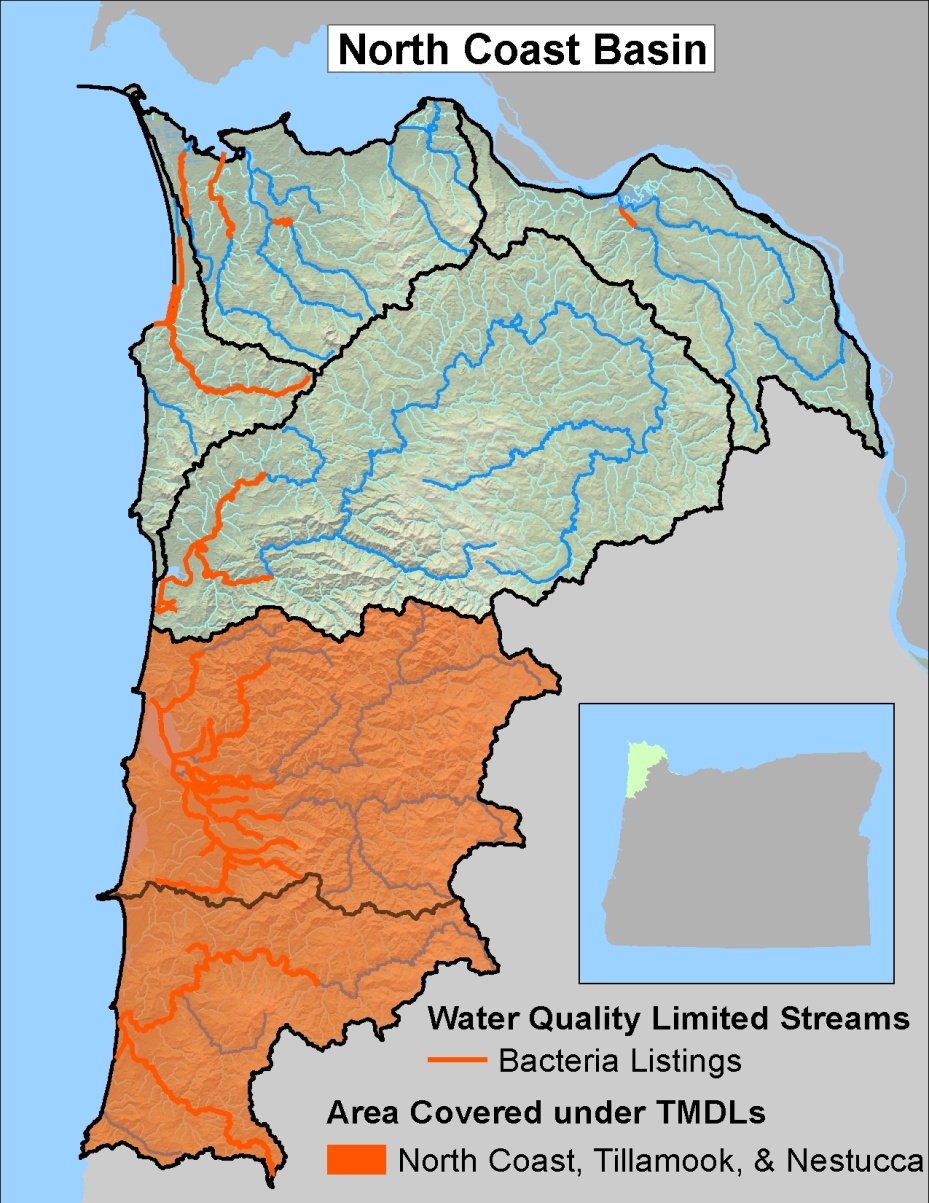 North Coast Basin
Water Quality Limited Streams
Bacteria Listings
Area Covered under TMDLs
North Coast, Tillamook, & Nestucca